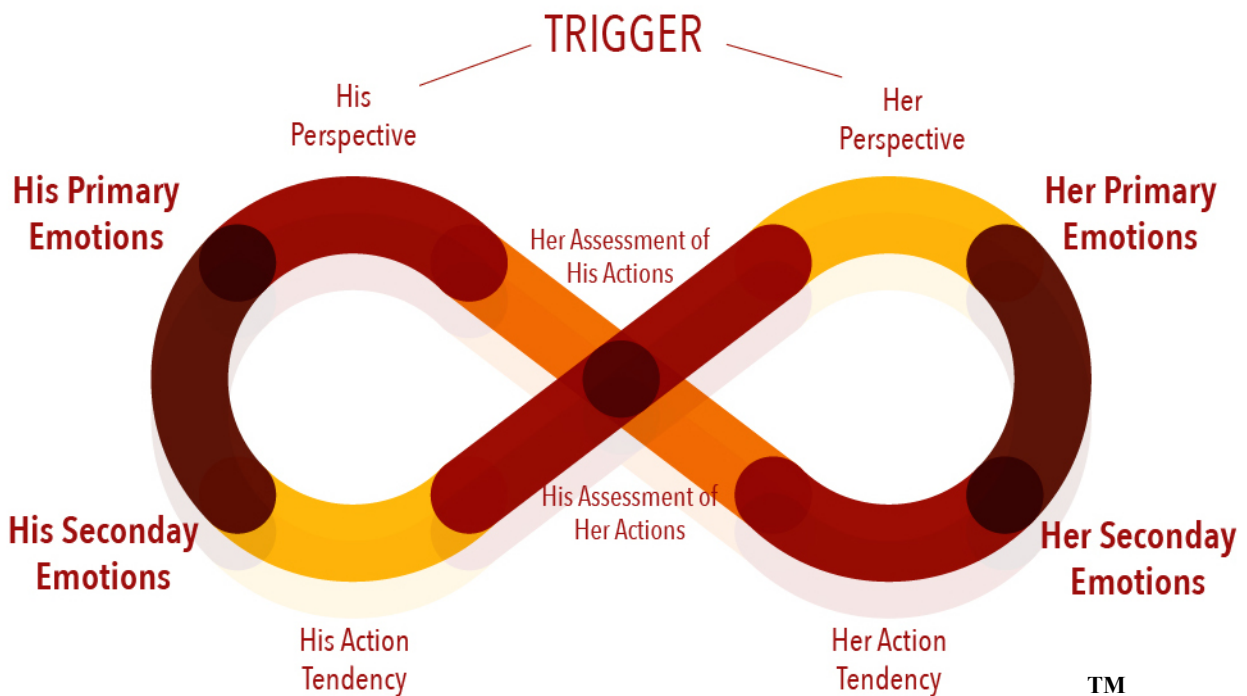 TRIGGER
His
Perspective
Her
Perspective
His Primary
Emotions
Her Primary
Emotions
Her Assessment of
His Actions
His Assessment of
Her Actions
His Seconday
Emotions
Her Seconday
Emotions
His Action
Tendency
Her Action
Tendency
TM